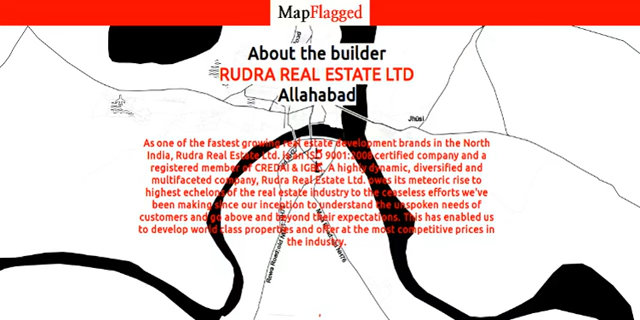 MapFlagged
About the builder
RUDRA REAL ESTATE LTD
Allahabad
Jhusi
As one of the fastest growing real estate development brands in the North
India, Rudra Real Estate Ltd. is an ISO 9001:2008 certified company and a
registered member of CREDAI & IGBC. A highly dynamic, diversified and
multifaceted company, Rudra Real Estate Ltd. owes its meteoric rise to
highest echelons of the real estate industry to the ceaseless efforts we've
been making since our inception to understand the unspoken needs of
customers and go above and beyond their expectations. This has enabled us
to develop world class properties and offer at the most competitive prices in
the industry.